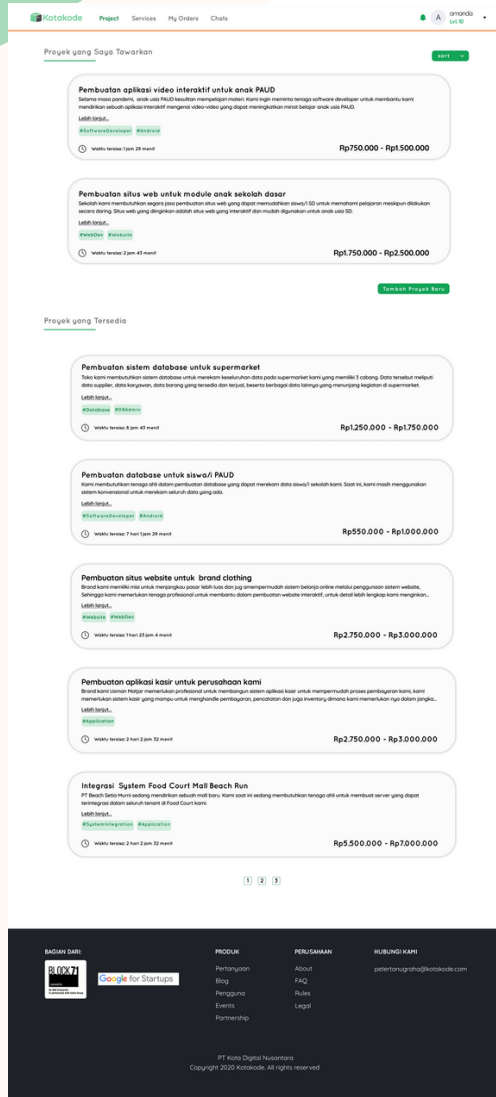 Kotakode Project Services My Orders Chats A amanda
Lvl. 10
Proyek yang Saya Tawarkan
sort
Pembuatan aplikasi video interaktif untuk anak PAUD
Selama masa pandemi, anak usia PAUD kesulitan mempelajari materi. Kami ingin meminta tenaga software developer untuk membantu kami
mendirikan sebuah aplikasi interaktif mengenai video-video yang dapat meningkatkan minat belajar anak usia PAUD.
Lebih lanjut...
#SoftwareDeveloper #Android
Waktu tersisa: 1 jam 29 menit Rp750.000 - Rp1.500.000
Pembuatan situs web untuk module anak sekolah dasar
Sekolah kami membutuhkan segera jasa pembuatan situs web yang dapat memudahkan siswa/i SD untuk memahami pelajaran meskipun dilakukan
secara daring. Situs web yang diinginkan adalah situs web yang interaktif dan mudah digunakan untuk anak usia SD.
Lebih lanjut...
#WebDev #Website
Waktu tersisa: 2 jam 43 menit Rp1.750.000 - Rp2.500.000
Tambah Proyek Baru
Proyek yang Tersedia
Pembuatan sistem database untuk supermarket
Toko kami membutuhkan sistem database untuk merekam keseluruhan data pada supermarket kami yang memiliki 3 cabang. Data tersebut meliputi
data supplier, data karyawan, data barang yang tersedia dan terjual, beserta berbagai data lainnya yang menunjang kegiatan di supermarket.
Lebih lanjut...
#Database #DBAdmin
Waktu tersisa: 6 jam 43 menit Rp1.250.000 - Rp1.750.000
Pembuatan database untuk siswa/i PAUD
Kami membutuhkan tenaga ahli dalam pembuatan database yang dapat merekam data siswa/i sekolah kami. Saat ini, kami masih menggunakan
sistem konvensional untuk merekam seluruh data yang ada.
Lebih lanjut...
#SoftwareDeveloper #Android
Waktu tersisa: 7 hari 1 jam 29 menit Rp550.000 - Rp1.000.000
Pembuatan situs website untuk brand clothing
Brand kami memiliki misi untuk menjangkau pasar lebih luas dan jug amempermudah sistem belanja online melalui penggunaan sistem website,
Sehingga kami memerlukan tenaga profesional untuk membantu dalam pembuatan website interaktif, untuk detail lebih lengkap kami menginkan...
Lebih lanjut...
#Website #WebDev
Waktu tersisa: 1 hari 23 jam 4 menit Rp2.750.000 - Rp3.000.000
Pembuatan aplikasi kasir untuk perusahaan kami
Brand kami Usman Matjar memerlukan profesional untuk membangun sistem aplikasi kasir untuk mempermudah proses pembayaran kami, kami
memerlukan sistem kasir yang mampu untuk menghandle pembayaran, pencatatan dan juga inventory dimana kami memerlukan nya dalam jangka...
Lebih lanjut...
#Application
Waktu tersisa: 2 hari 2 jam 32 menit Rp2.750.000 - Rp3.000.000
Integrasi System Food Court Mall Beach Run
PT Beach Setia Murni sedang mendirikan sebuah mall baru. Kami saat ini sedang membutuhkan tenaga ahli untuk membuat server yang dapat
terintegrasi dalam seluruh tenant di Food Court kami.
Lebih lanjut...
#SystemIntegration #Application
Waktu tersisa: 2 hari 2 jam 32 menit Rp5.500.000 - Rp7.000.000
1 2 3
BAGIAN DARI: PRODUK PERUSAHAAN HUBUNGI KAMI
BLOCK71
Google for Startups
Pertanyaan About petertanugraha@kotakode.com
Blog FAQ
Pengguna Rules
Events Legal
Partnership
PT Kota Digital Nusantara
Copyright 2020 Kotakode. All rights reserved